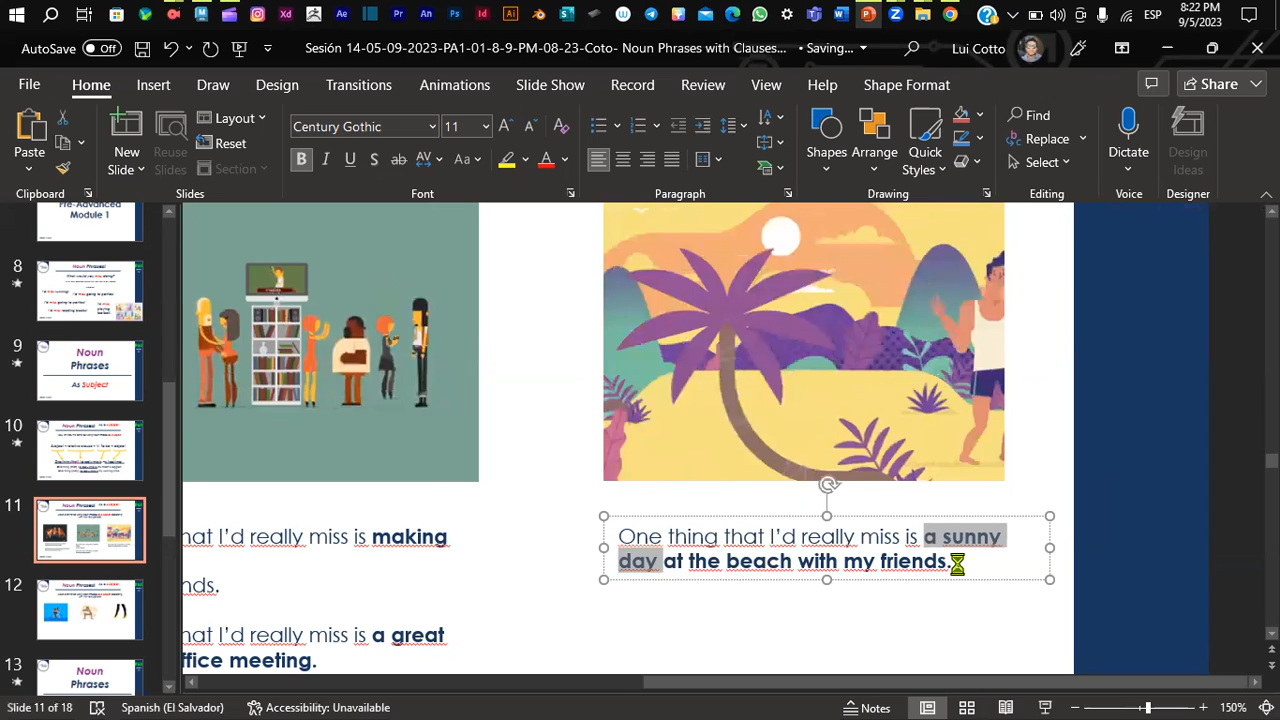 8:22 PM
ESP
9/5/2023
AutoSave Off
Sesión 14-05-09-2023-PA1-01-8-9-PM-08-23-Coto- Noun Phrases with Clauses... • Saving...
Lui Cotto
File Home Insert Draw Design Transitions Animations Slide Show Record Review View Help Shape Format Share
Paste
New Slide
Reuse Slides
Layout
Reset
Section
Century Gothic 11
Shapes Arrange Quick Styles
Find
Replace
Select
Dictate
Design Ideas
Clipboard Slides Font Paragraph Drawing Editing Voice Designer
Pre-Advanced
Module 1
8
9
Noun
Phrases
As Subject
10
11
12
13
Noun
Phrases
hat I'd really miss is making
nds.
hat I'd really miss is a great
ffice meeting.
One thing that I'd really miss is a sunny
day at the beach with my friends.
Slide 11 of 18 Spanish (El Salvador) Accessibility: Unavailable Notes 150%